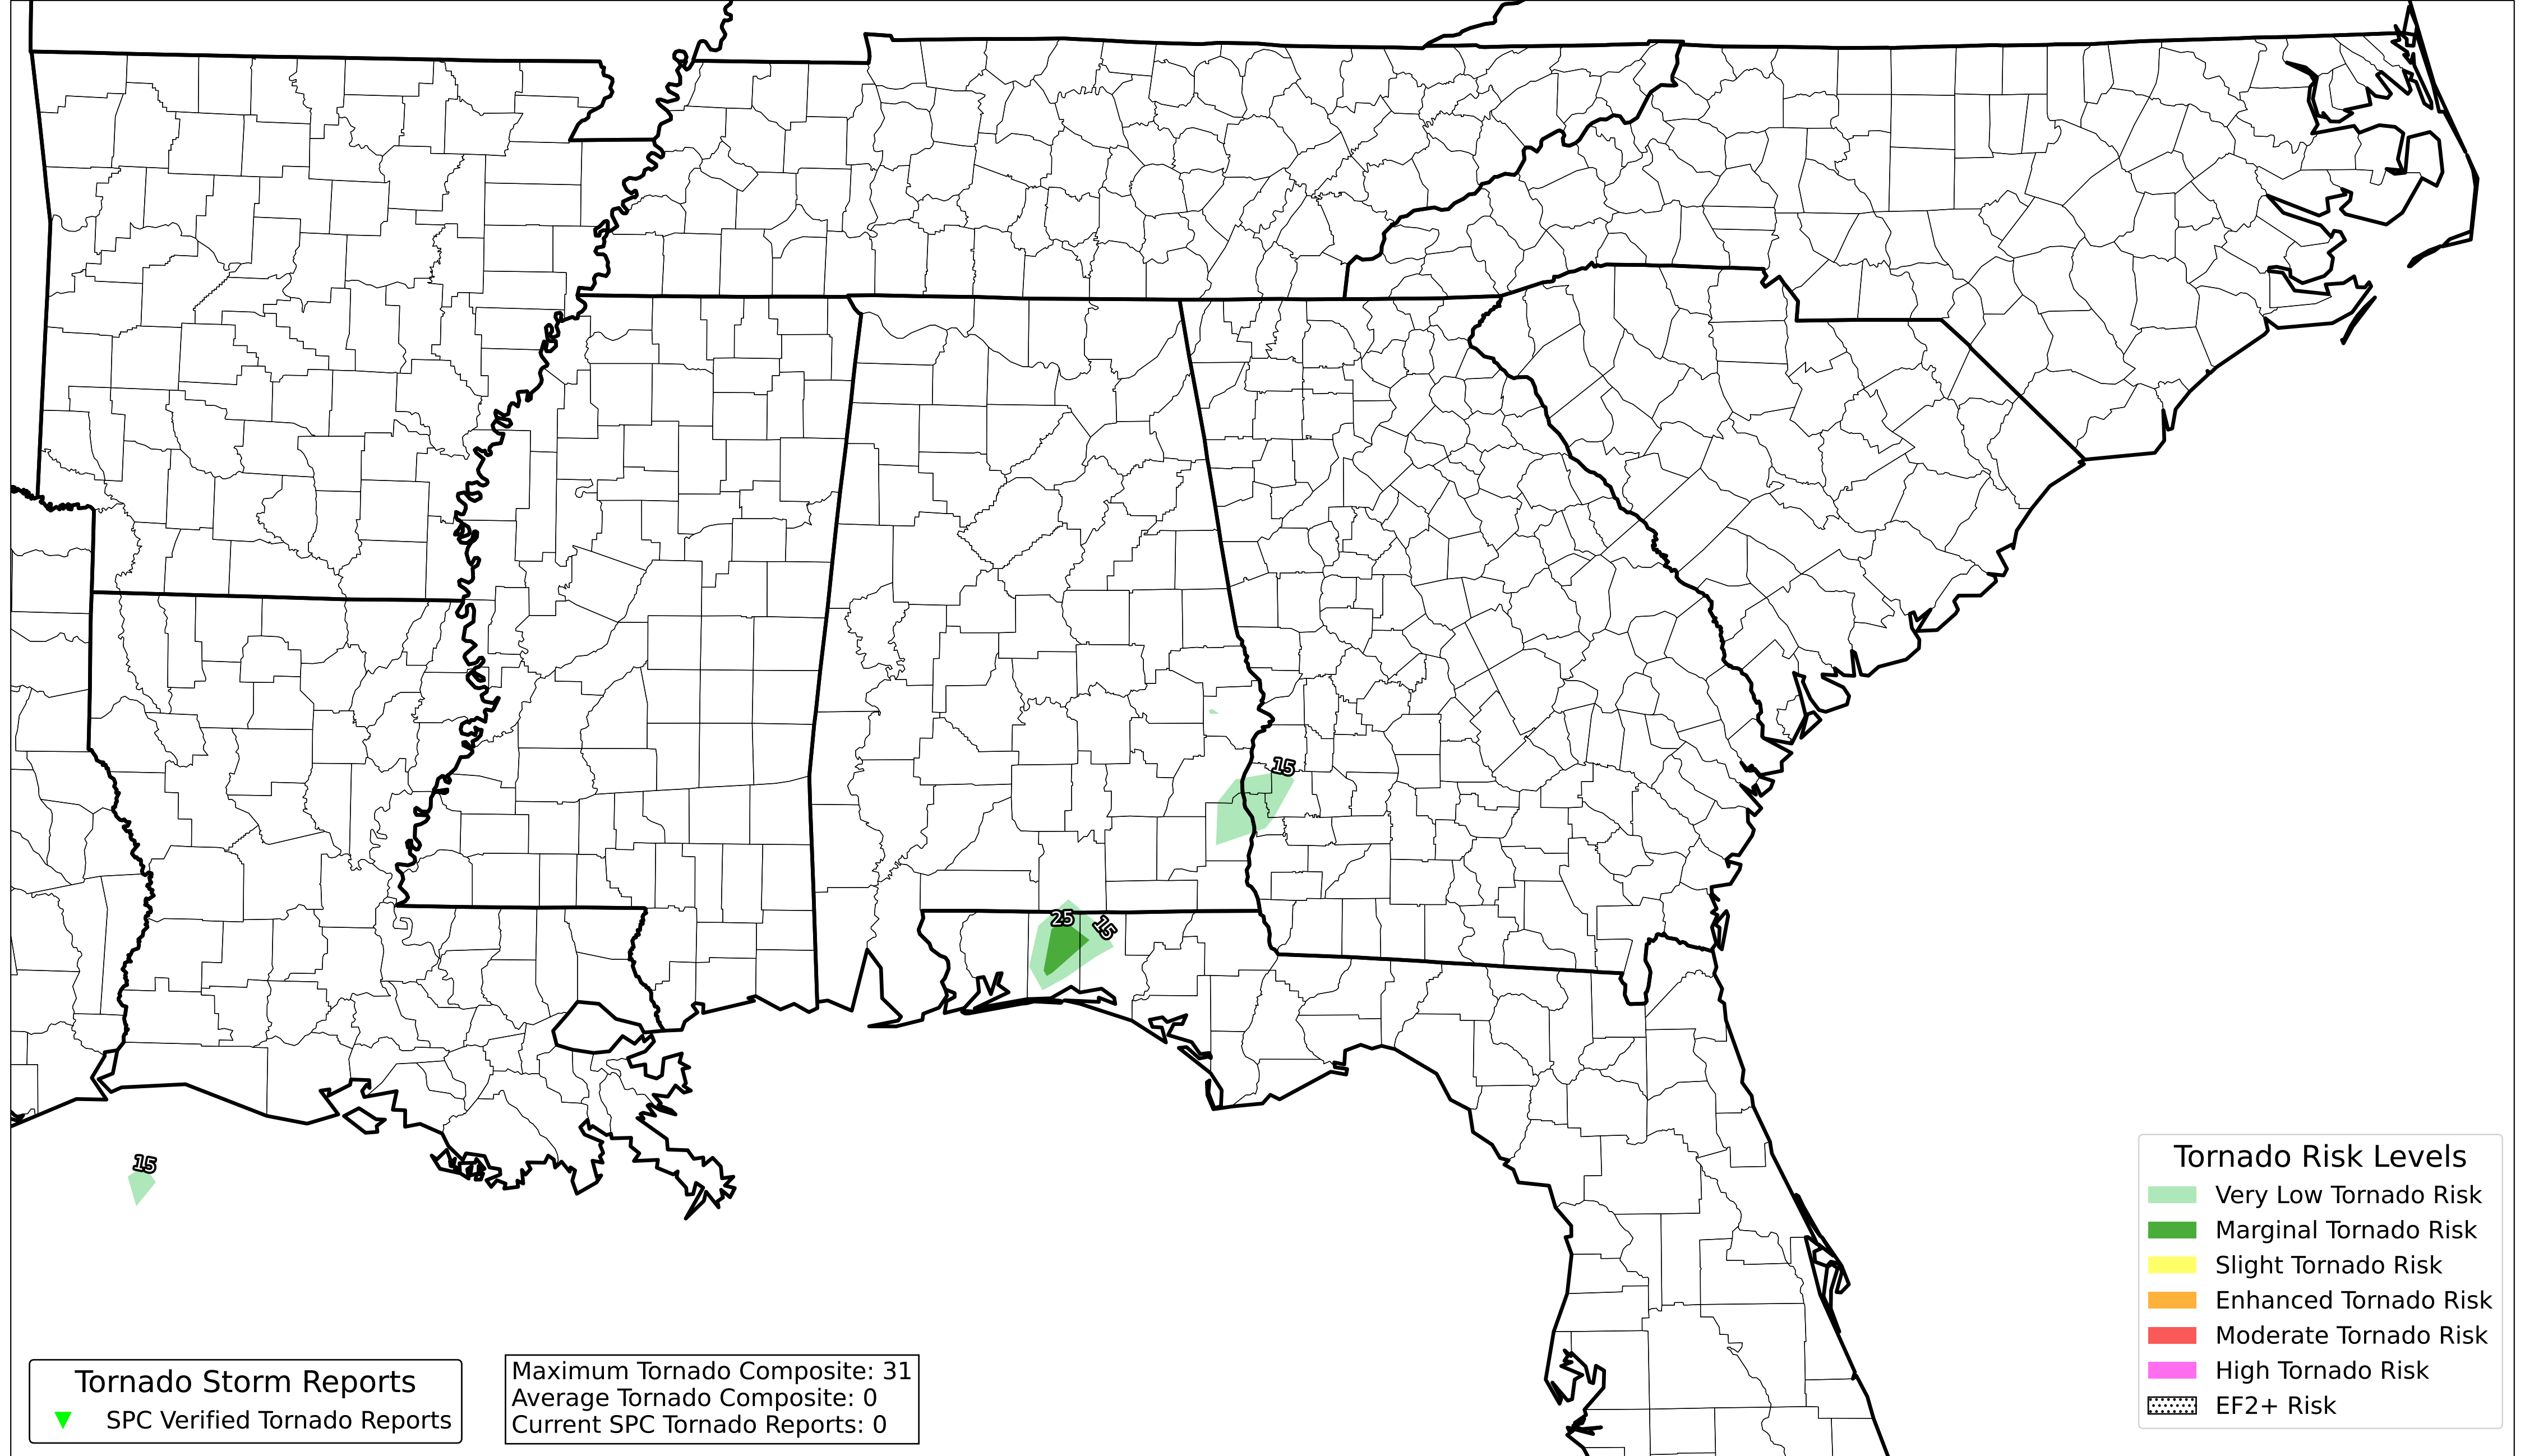 15
25
15
15
Tornado Risk Levels
Very Low Tornado Risk
Marginal Tornado Risk
Slight Tornado Risk
Enhanced Tornado Risk
Moderate Tornado Risk
High Tornado Risk
EF2+ Risk
Tornado Storm Reports
SPC Verified Tornado Reports
Maximum Tornado Composite: 31
Average Tornado Composite: 0
Current SPC Tornado Reports: 0